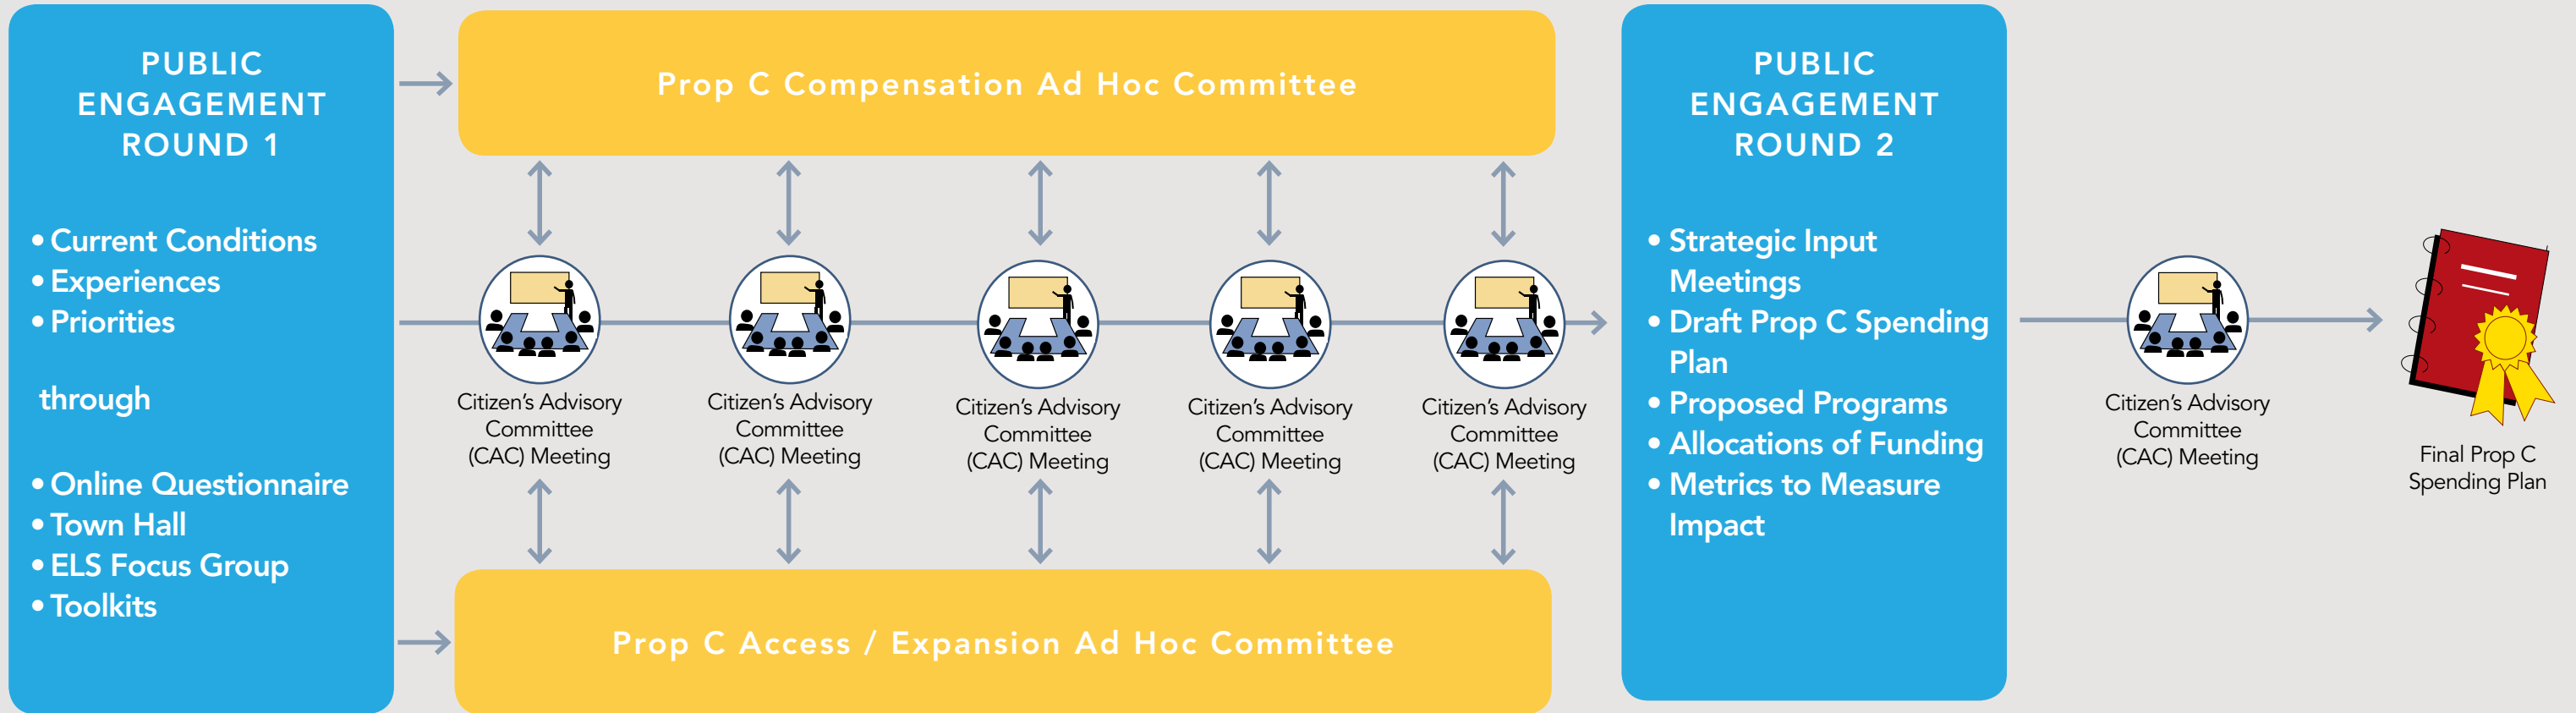 PUBLIC
ENGAGEMENT
ROUND 1
• Current Conditions
• Experiences
• Priorities
through
• Online Questionnaire
• Town Hall
• ELS Focus Group
• Toolkits
Prop C Compensation Ad Hoc Committee
Citizen's Advisory
Committee
(CAC) Meeting
Citizen's Advisory
Committee
(CAC) Meeting
Citizen's Advisory
Committee
(CAC) Meeting
Citizen's Advisory
Committee
(CAC) Meeting
Citizen's Advisory
Committee
(CAC) Meeting
Prop C Access / Expansion Ad Hoc Committee
PUBLIC
ENGAGEMENT
ROUND 2
• Strategic Input
Meetings
• Draft Prop C Spending
Plan
• Proposed Programs
• Allocations of Funding
• Metrics to Measure
Impact
Citizen's Advisory
Committee
(CAC) Meeting
Final Prop C
Spending Plan